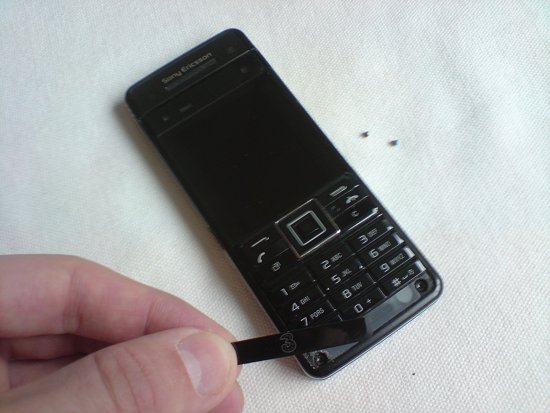 Sony Ericsson
C
1
2 ABC
3 DEF
4 GHI
5 JKL
6 MNO
7 PQRS
8 TUV
9 WXYZ
0 +
#
3